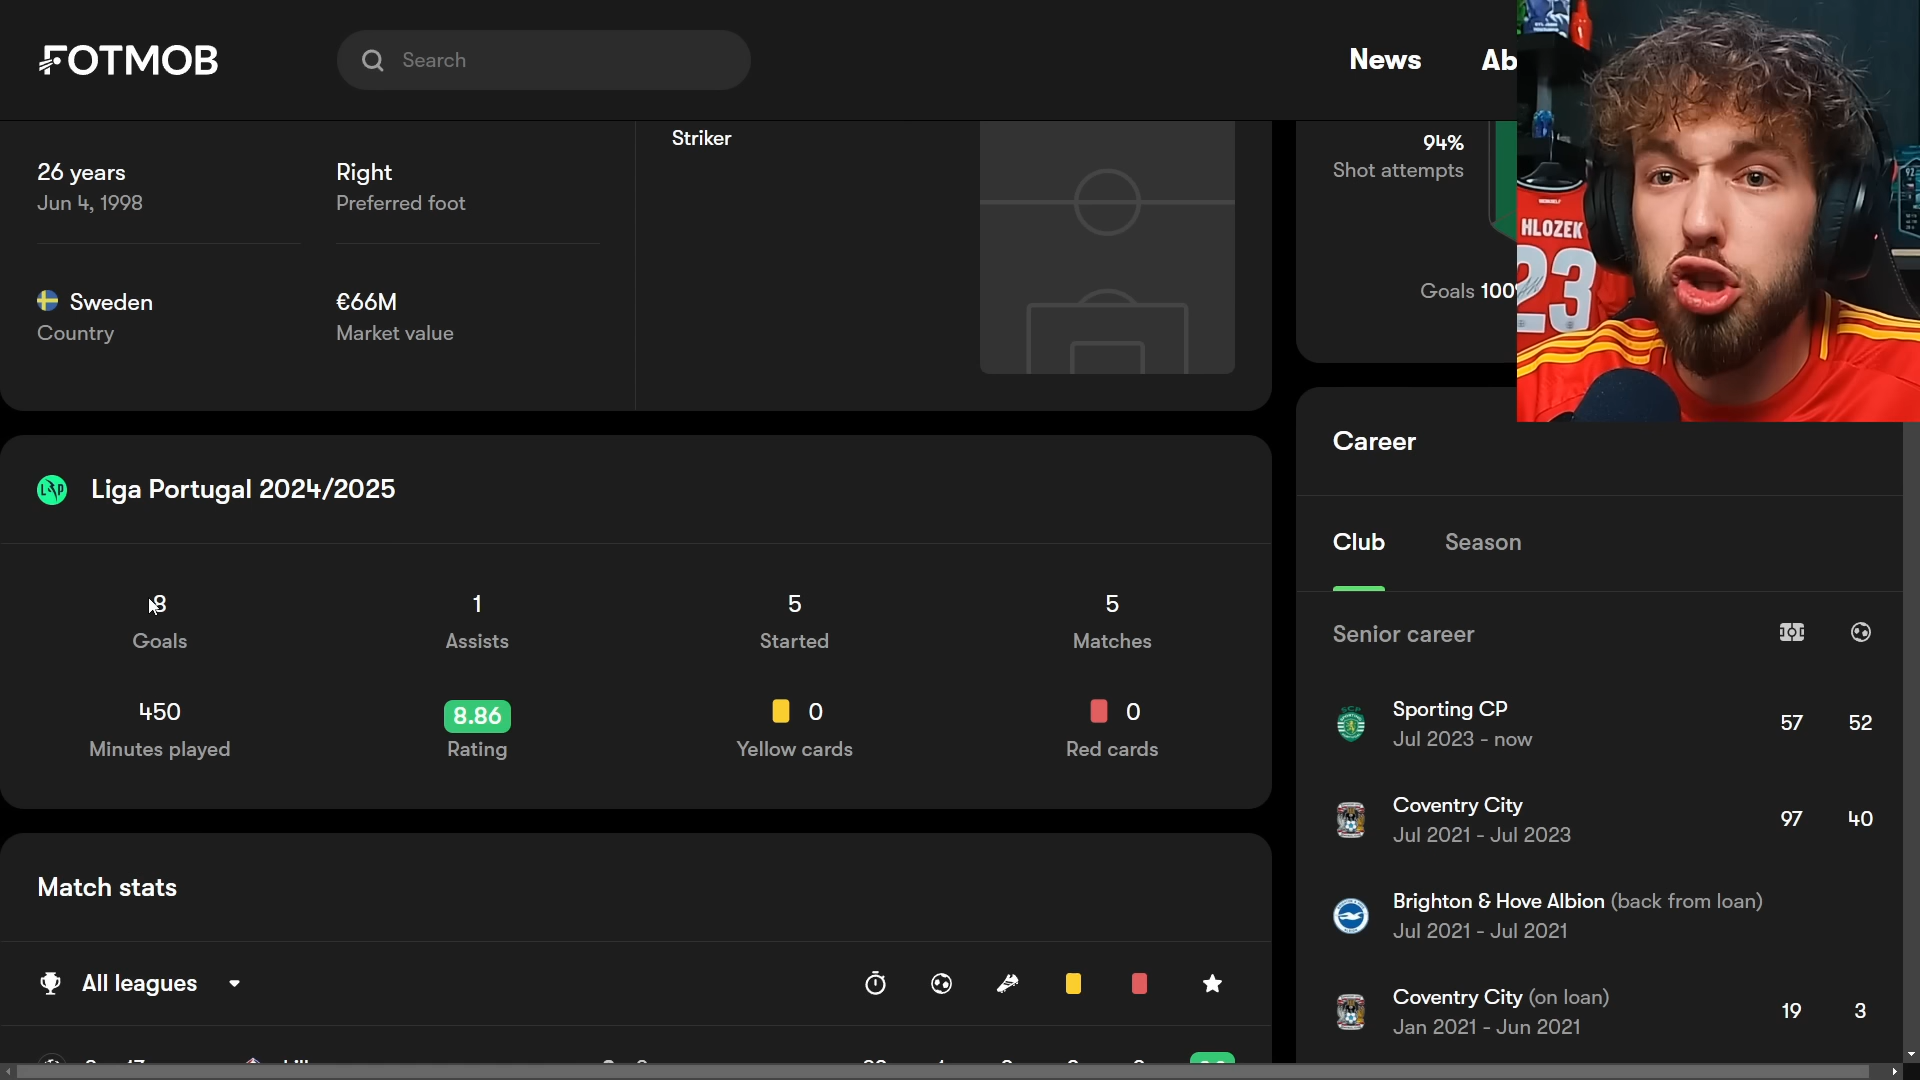 FOTMOB
Search
News
Ab
Striker
26 years
Jun 4, 1998
Right
Preferred foot
Sweden
Country
€66M
Market value
94%
Shot attempts
Goals 100
HLOZEK
23
92
Liga Portugal 2024/2025
8
Goals
1
Assists
5
Started
5
Matches
450
Minutes played
8.86
Rating
0
Yellow cards
0
Red cards
Match stats
All leagues
Career
Club
Season
Senior career
Sporting CP
Jul 2023 - now
57
52
Coventry City
Jul 2021 - Jul 2023
97
40
Brighton & Hove Albion (back from loan)
Jul 2021 - Jul 2021
Coventry City (on loan)
Jan 2021 - Jun 2021
19
3